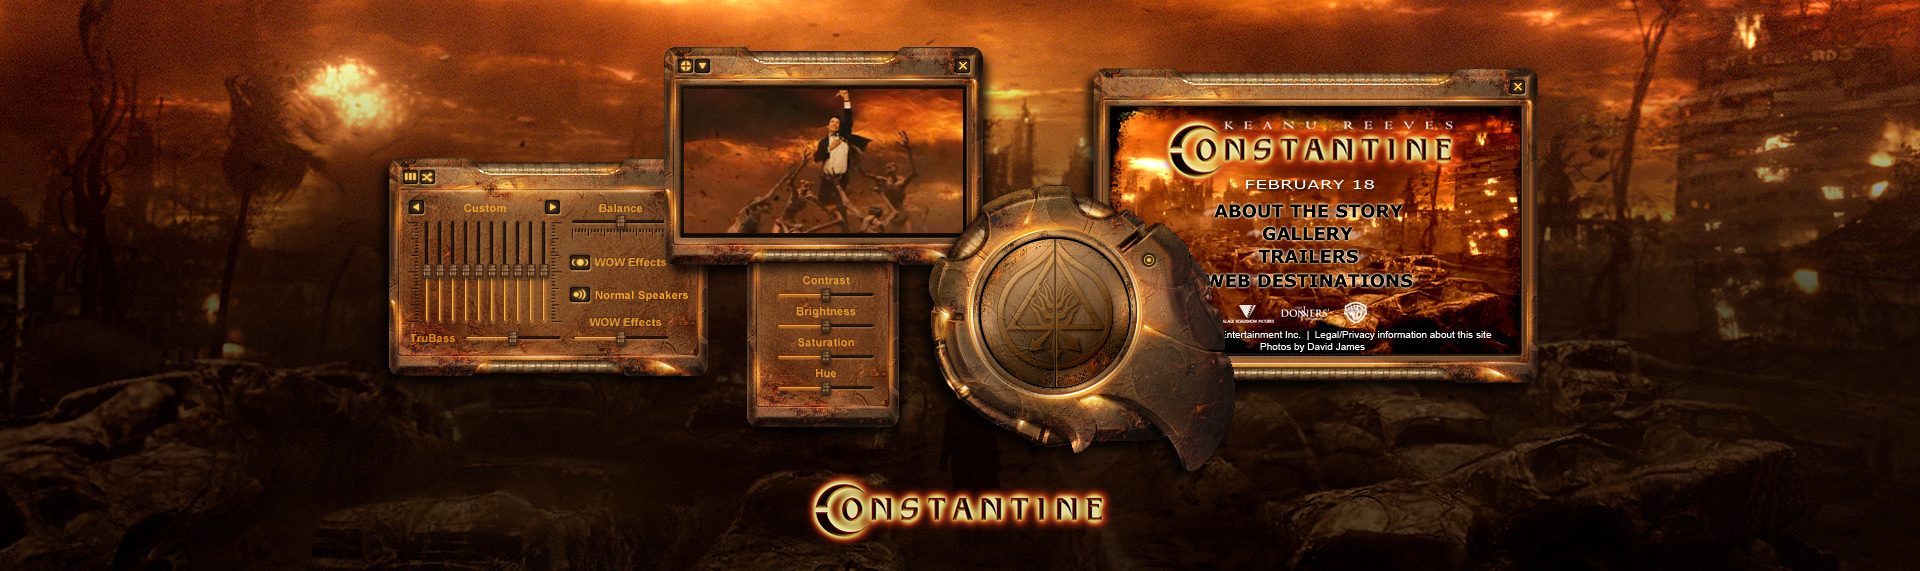 Custom
Balance
WOW Effects
Normal Speakers
WOW Effects
TruBass
Contrast
Brightness
Saturation
Hue
KEANU REEVES
CONSTANTINE
FEBRUARY 18
ABOUT THE STORY
GALLERY
TRAILERS
WEB DESTINATIONS
ROADSHOW PICTURES
DONNERS'
Entertainment Inc. | Legal/Privacy information about this site
Photos by David James
CONSTANTINE